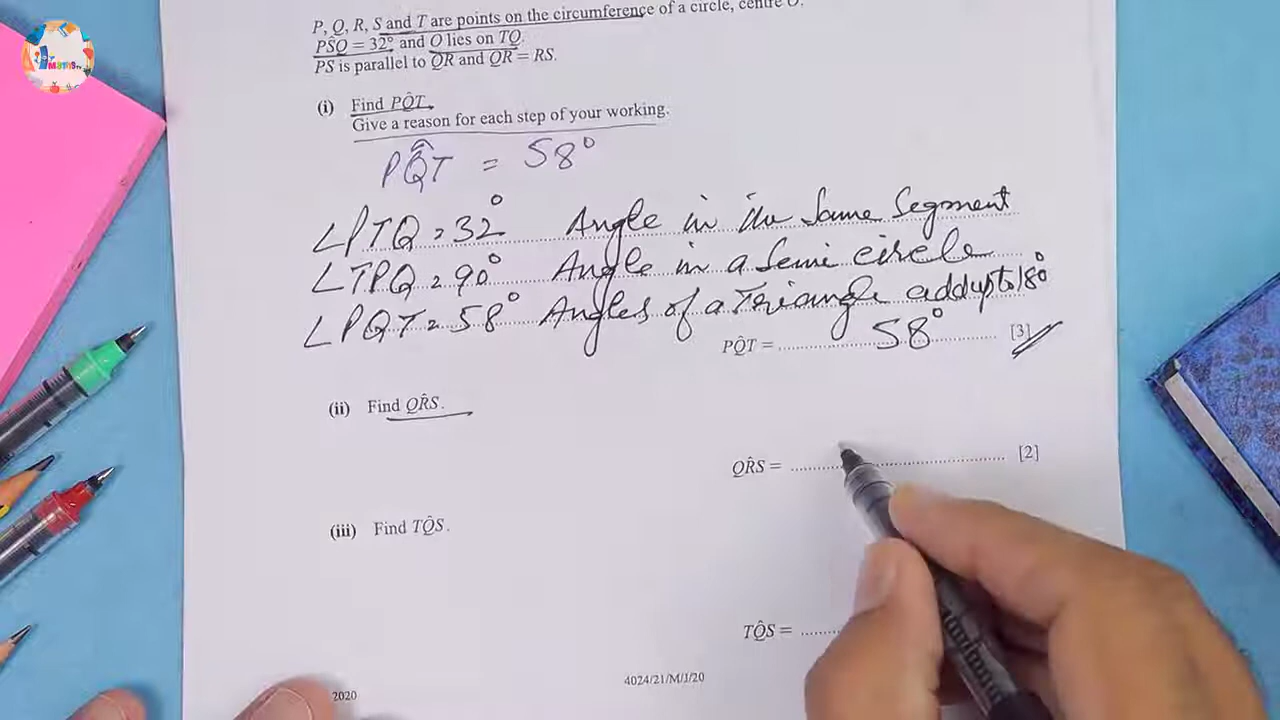 P, Q, R, S and T are points on the circumference of a circle, centre O.
PŜQ = 32° and O lies on TQ.
PS is parallel to QR and QR = RS.
(i) Find PQ̂T.
Give a reason for each step of your working.
PQ̂T = 58°
∠PTQ = 32° Angle in the Same Segment
∠TPQ = 90° Angle in a Semi circle
∠PQT = 58° Angles of a Triangle add up to 180°
PQ̂T = 58° [3]
(ii) Find QR̂S.
QR̂S = [2]
(iii) Find TQ̂S.
TQ̂S =
2020
4024/21/M/J/20
MATHS